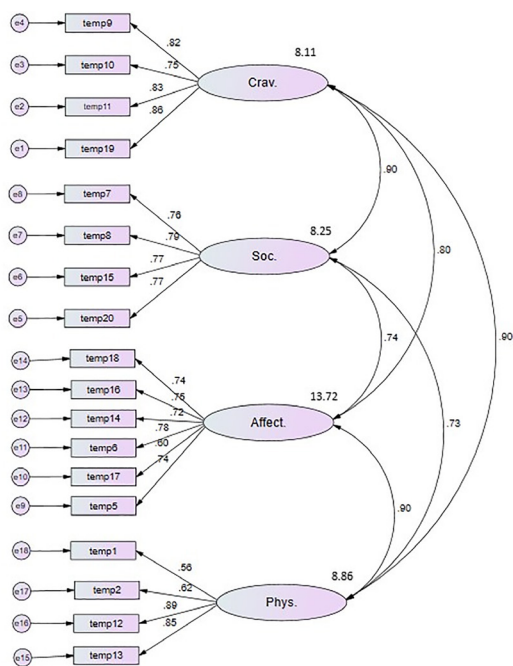 e4
temp9
.82
8.11
e3
temp10
.75
Crav.
e2
temp11
.83
.86
e1
temp19
.90
e8
temp7
.76
8.25
e7
temp8
.79
Soc.
.80
e6
temp15
.77
.77
e5
temp20
.74
.90
e14
temp18
.74
e13
temp16
.75
13.72
e12
temp14
.72
Affect.
.73
e11
temp6
.78
.60
e10
temp17
.74
e9
temp5
.90
e18
temp1
.56
8.86
e17
temp2
.62
Phys.
e16
temp12
.89
.85
e15
temp13